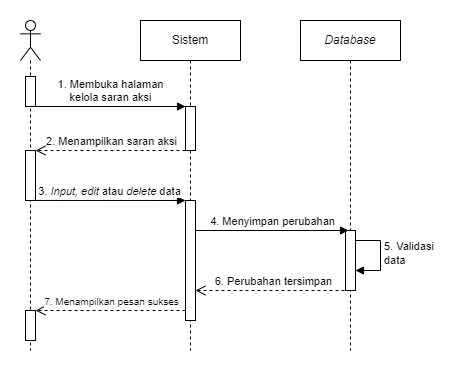 Sistem
Database
1. Membuka halaman
kelola saran aksi
2. Menampilkan saran aksi
3. Input, edit atau delete data
4. Menyimpan perubahan
5. Validasi
data
6. Perubahan tersimpan
7. Menampilkan pesan sukses